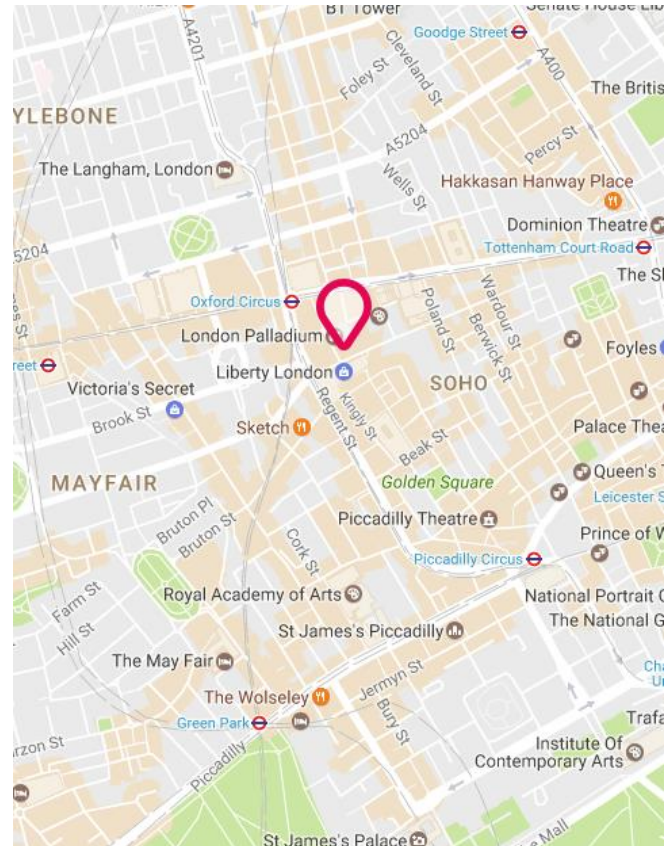 BT Tower
Senate House Lib
Goodge Street
A4201
Cleveland St
Foley St
A400
The Britis
YLEBONE
A5204
Percy St
The Langham, London
Wells St
Hakkasan Hanway Place
Dominion Theatre
5204
Tottenham Court Road
The Sh
Oxford Circus
Poland St
Wardour St
Berwick St
London Palladium
Foyles
reet
Liberty London
SOHO
Victoria's Secret
Brook St
Regent St
Kingly St
Sketch
Beak St
Palace Thea
MAYFAIR
Golden Square
Queen's T
Leicester S
Bruton Pl
Bruton St
Piccadilly Theatre
Cork St
Prince of W
Piccadilly Circus
Farm St
Royal Academy of Arts
National Portrait G
The National G
Hill St
St James's Piccadilly
The May Fair
Jermyn St
Cha
The Wolseley
Bury St
Green Park
Trafa
rzon St
Piccadilly
Institute Of
Contemporary Arts
St James's Palace
The Mall